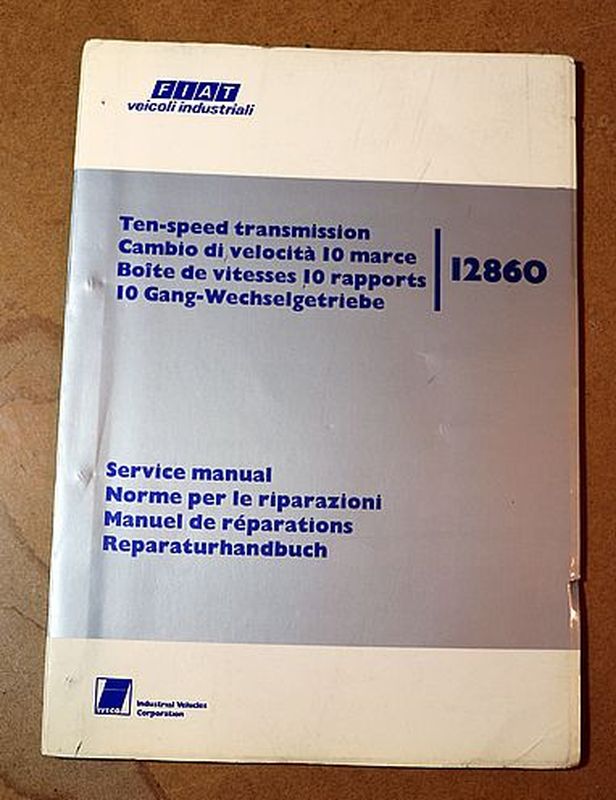 FIAT
veicoli industriali
Ten-speed transmission
Cambio di velocità 10 marce
Boîte de vitesses 10 rapports
10 Gang-Wechselgetriebe
12860
Service manual
Norme per le riparazioni
Manuel de réparations
Reparaturhandbuch
IVECO
Industrial Vehicles
Corporation